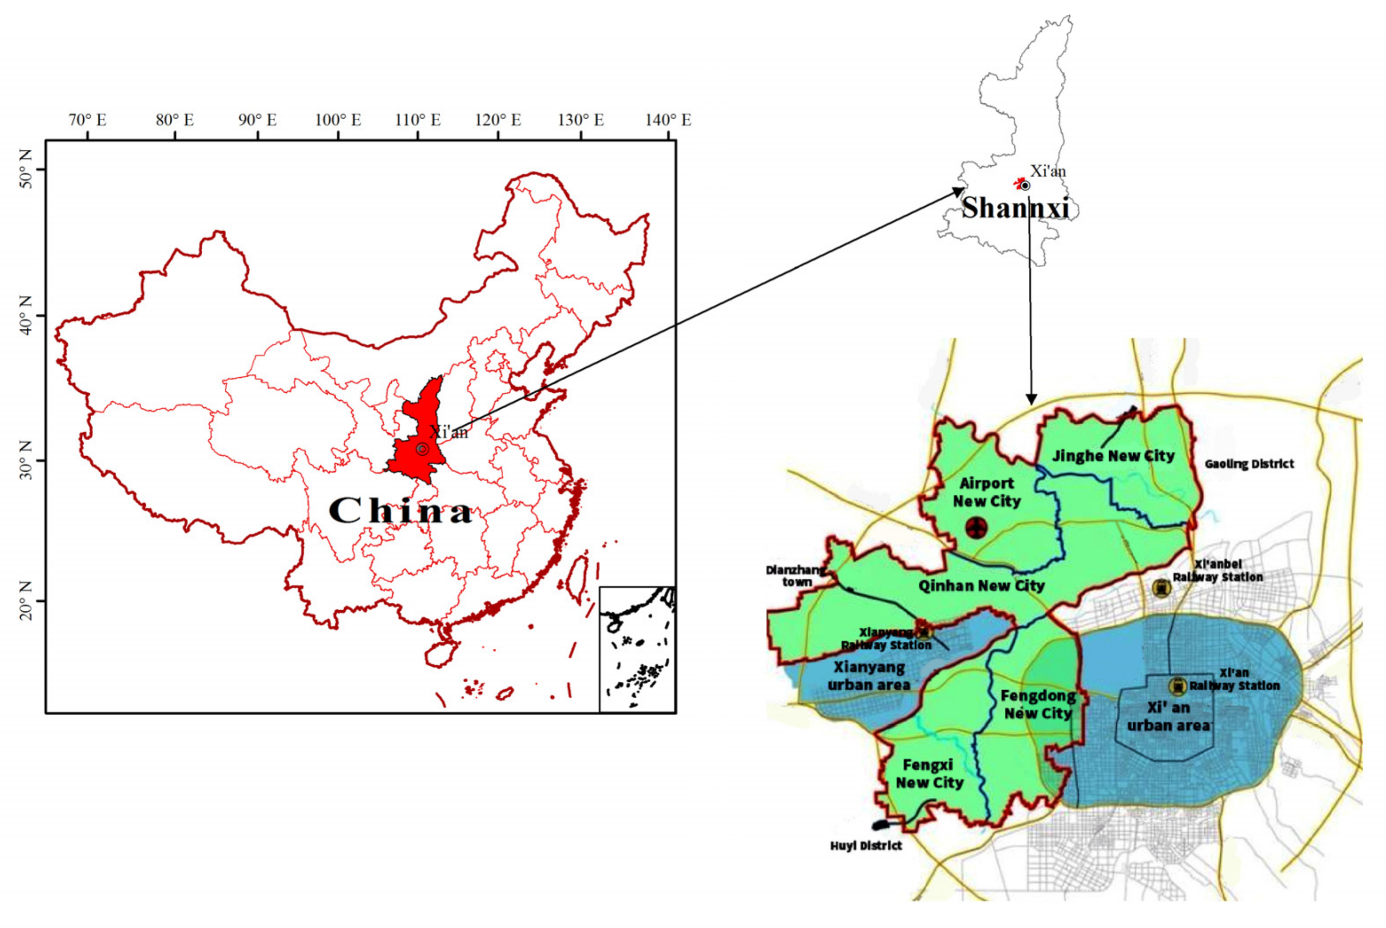 70° E 80° E 90° E 100° E 110° E 120° E 130° E 140° E
50° N
40° N
30° N
20° N
Xi'an
China
Xi'an
Shannxi
Jinghe New City
Gaoling District
Airport
New City
Xi'anbei
Railway Station
Dianzhang
town
Qinhan New City
Xianyang
Railway Station
Xianyang
urban area
Xi'an
Railway Station
Fengdong
New City
Xi' an
urban area
Fengxi
New City
Huyi District